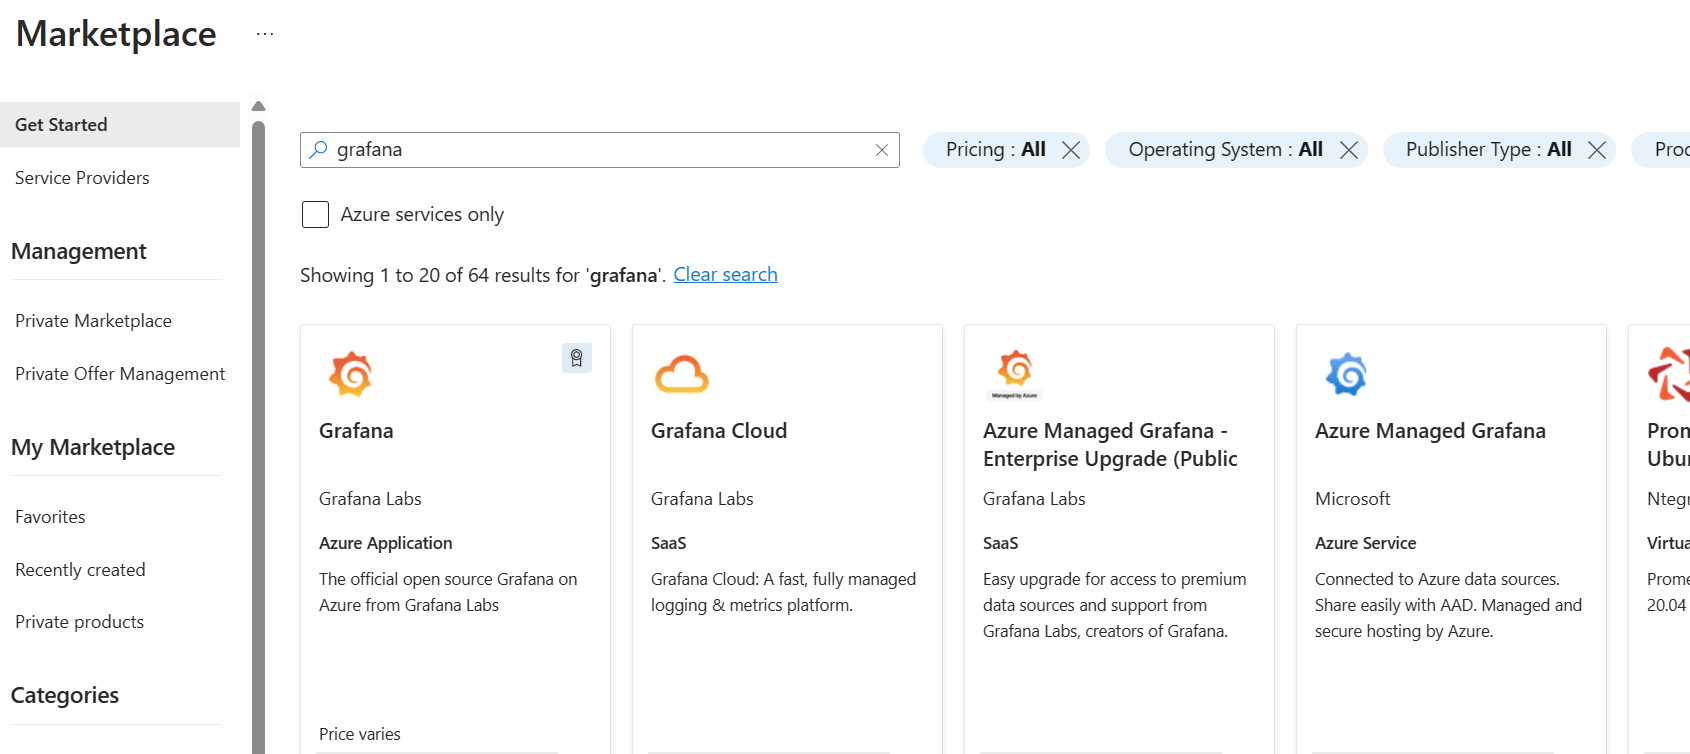 Marketplace ...
Get Started
Service Providers
Management
Private Marketplace
Private Offer Management
My Marketplace
Favorites
Recently created
Private products
Categories
grafana
Pricing : All
Operating System : All
Publisher Type : All
Azure services only
Showing 1 to 20 of 64 results for 'grafana'. Clear search
Grafana
Grafana Labs
Azure Application
The official open source Grafana on
Azure from Grafana Labs
Price varies
Grafana Cloud
Grafana Labs
SaaS
Grafana Cloud: A fast, fully managed
logging & metrics platform.
Managed by Azure
Azure Managed Grafana -
Enterprise Upgrade (Public
Grafana Labs
SaaS
Easy upgrade for access to premium
data sources and support from
Grafana Labs, creators of Grafana.
Azure Managed Grafana
Microsoft
Azure Service
Connected to Azure data sources.
Share easily with AAD. Managed and
secure hosting by Azure.
20.04